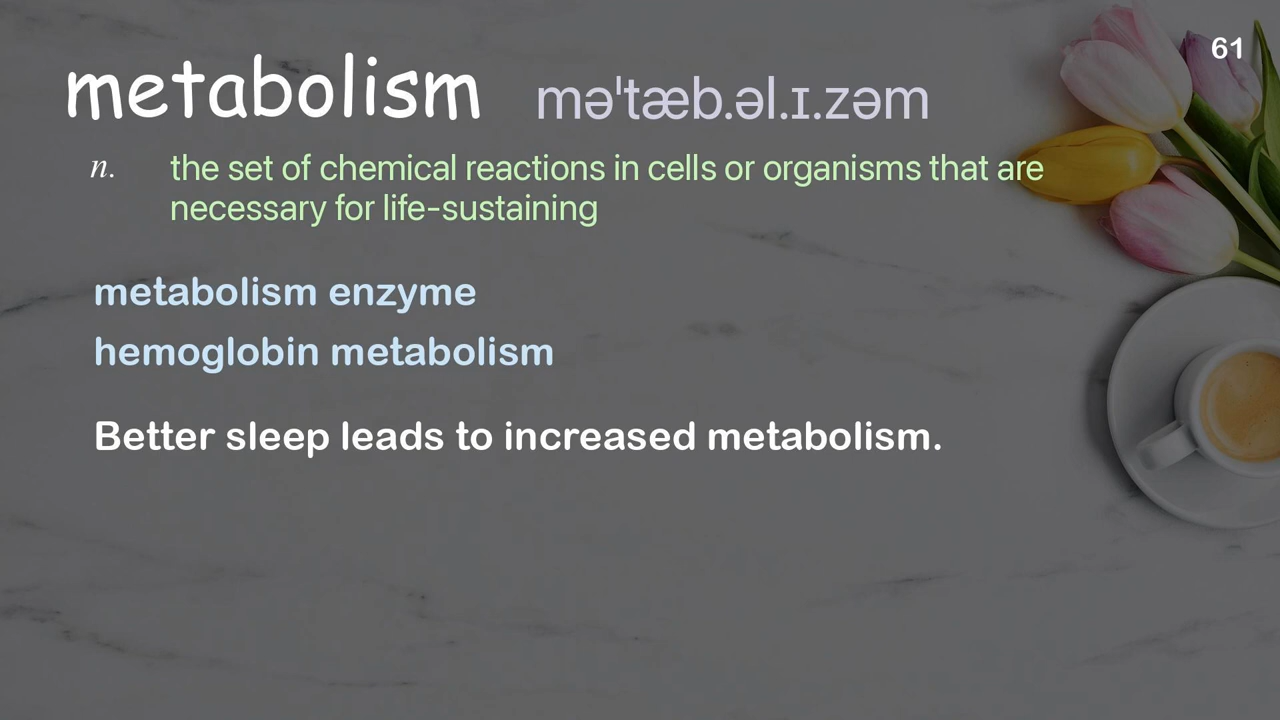 61
metabolism məˈtæb.əl.ɪ.zəm
n. the set of chemical reactions in cells or organisms that are
necessary for life-sustaining
metabolism enzyme
hemoglobin metabolism
Better sleep leads to increased metabolism.